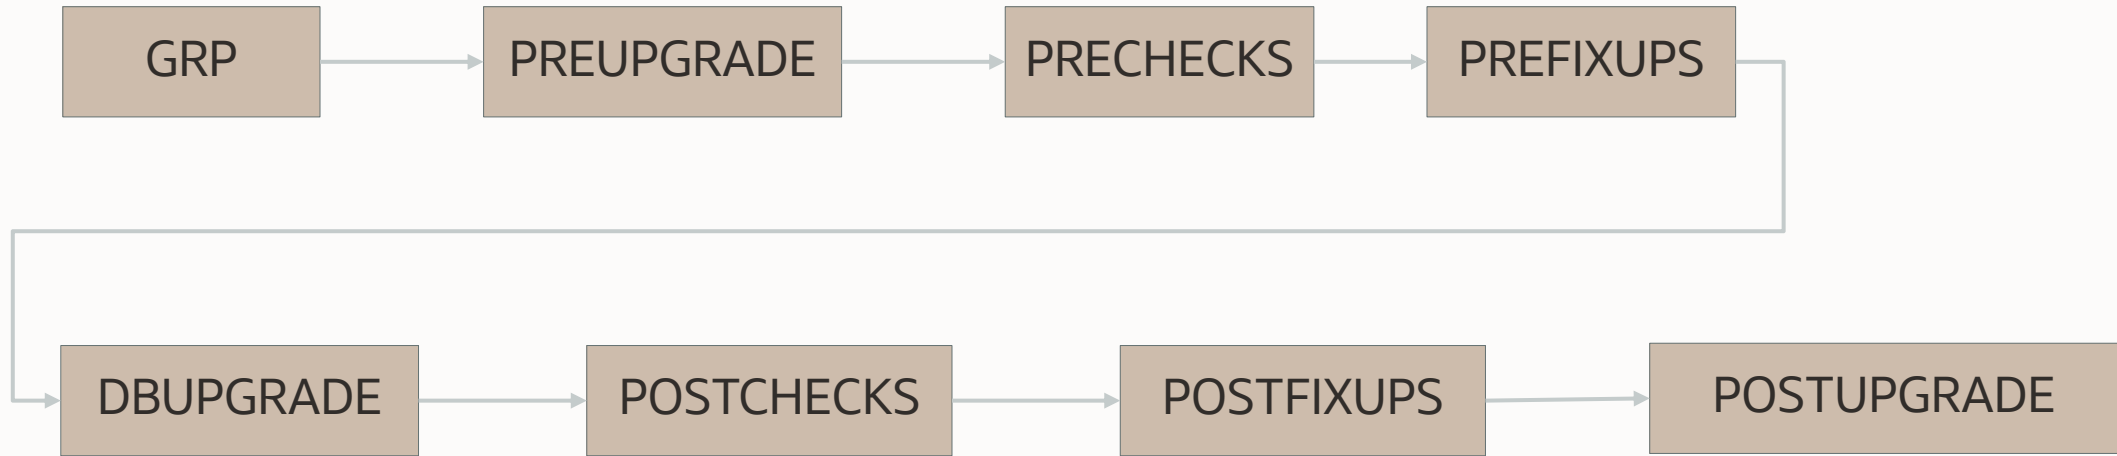 GRP
PREUPGRADE
PRECHECKS
PREFIXUPS
DBUPGRADE
POSTCHECKS
POSTFIXUPS
POSTUPGRADE